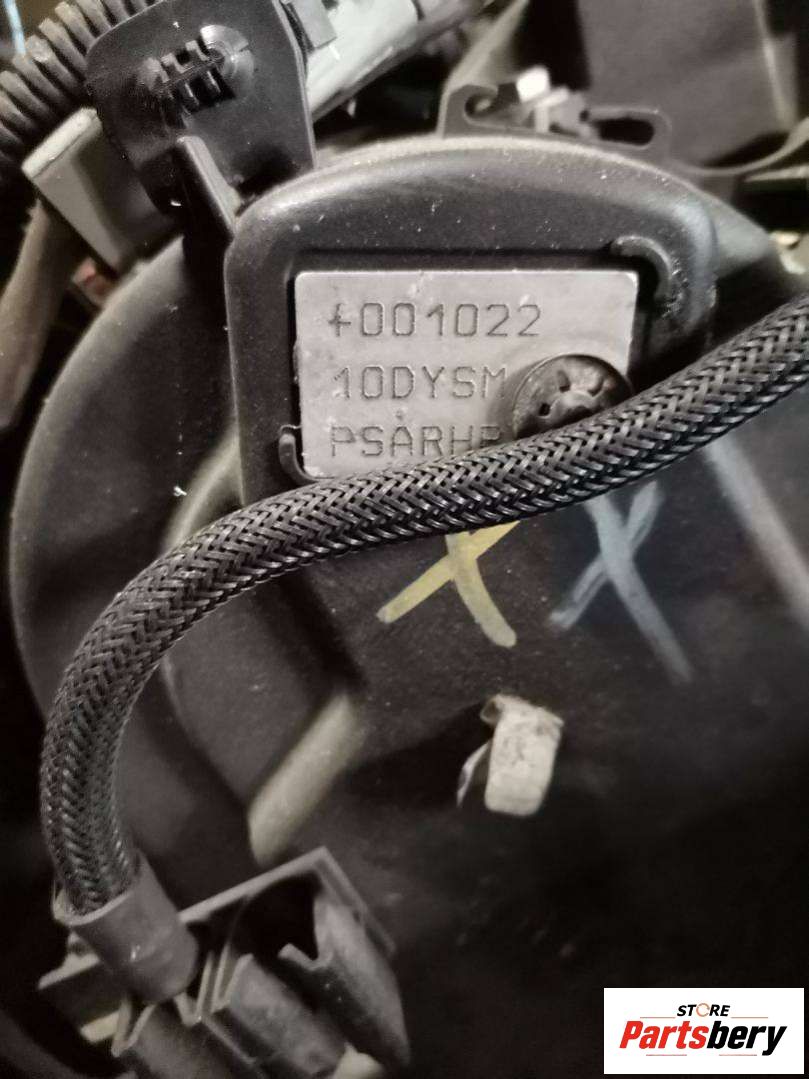 4001022
10DYSM
PSARH
STORE
Partsbery